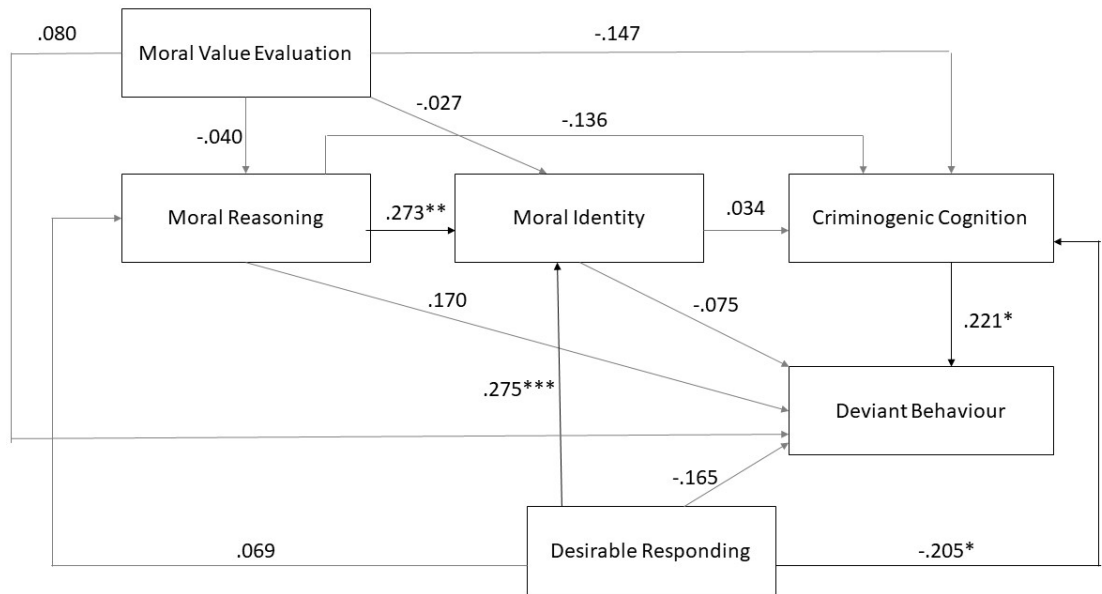 .080
Moral Value Evaluation
-.147
-.027
-.040
-.136
Moral Reasoning
.273**
Moral Identity
.034
Criminogenic Cognition
.170
-.075
.221*
.275***
Deviant Behaviour
-.165
.069
Desirable Responding
-.205*